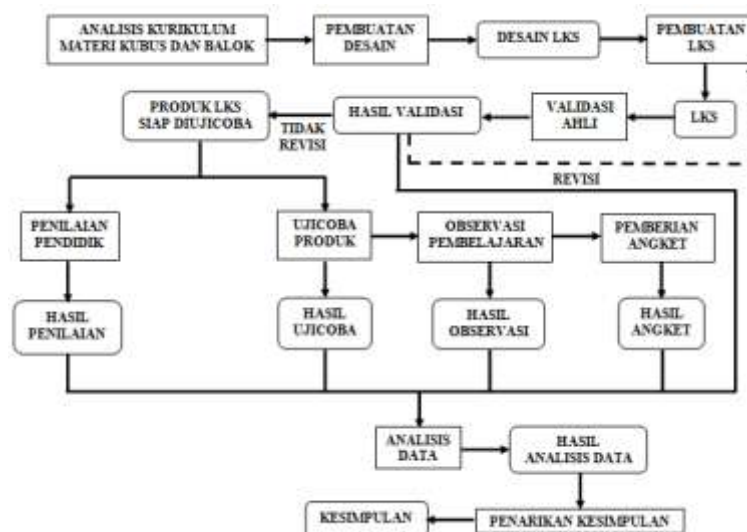 ANALISIS KURIKULUM
MATERI KUBUS DAN BALOK
PEMBUATAN
DESAIN
DESAIN LKS
PEMBUATAN
LKS
PRODUK LKS
SIAP DIUJICOBA
TIDAK
REVISI
HASIL VALIDASI
VALIDASI
AHLI
LKS
REVISI
PENILAIAN
PENDIDIK
UJICOBA
PRODUK
OBSERVASI
PEMBELAJARAN
PEMBERIAN
ANGKET
HASIL
PENILAIAN
HASIL
UJICOBA
HASIL
OBSERVASI
HASIL
ANGKET
ANALISIS
DATA
HASIL
ANALISIS DATA
KESIMPULAN
PENARIKAN KESIMPULAN